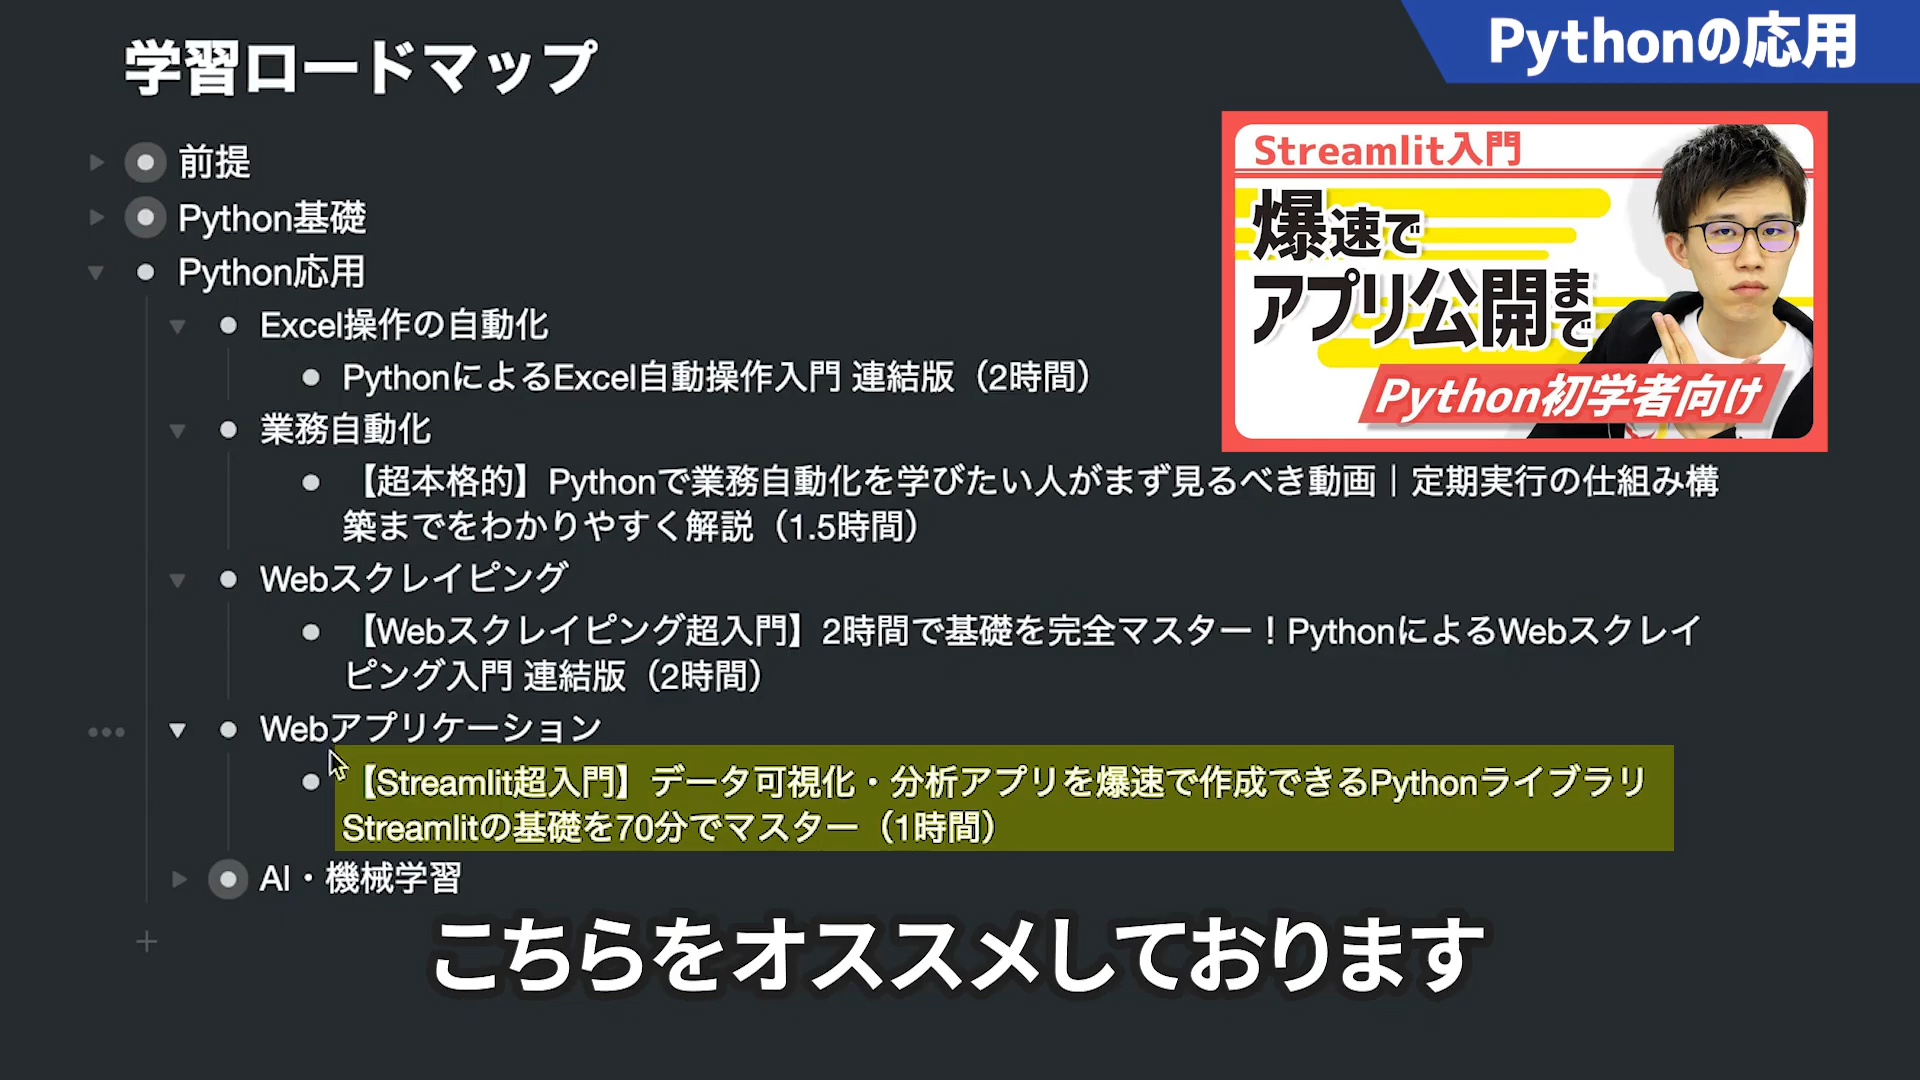 学習ロードマップ
Pythonの応用
Streamlit入門
爆速で
アプリ公開まで
Python初学者向け
前提
Python基礎
Python応用
Excel操作の自動化
PythonによるExcel自動操作入門 連結版（2時間）
業務自動化
【超本格的】Pythonで業務自動化を学びたい人がまず見るべき動画｜定期実行の仕組み構
築までをわかりやすく解説（1.5時間）
Webスクレイピング
【Webスクレイピング超入門】2時間で基礎を完全マスター！PythonによるWebスクレイ
ピング入門 連結版（2時間）
Webアプリケーション
【Streamlit超入門】データ可視化・分析アプリを爆速で作成できるPythonライブラリ
Streamlitの基礎を70分でマスター（1時間）
AI・機械学習
こちらをオススメしております